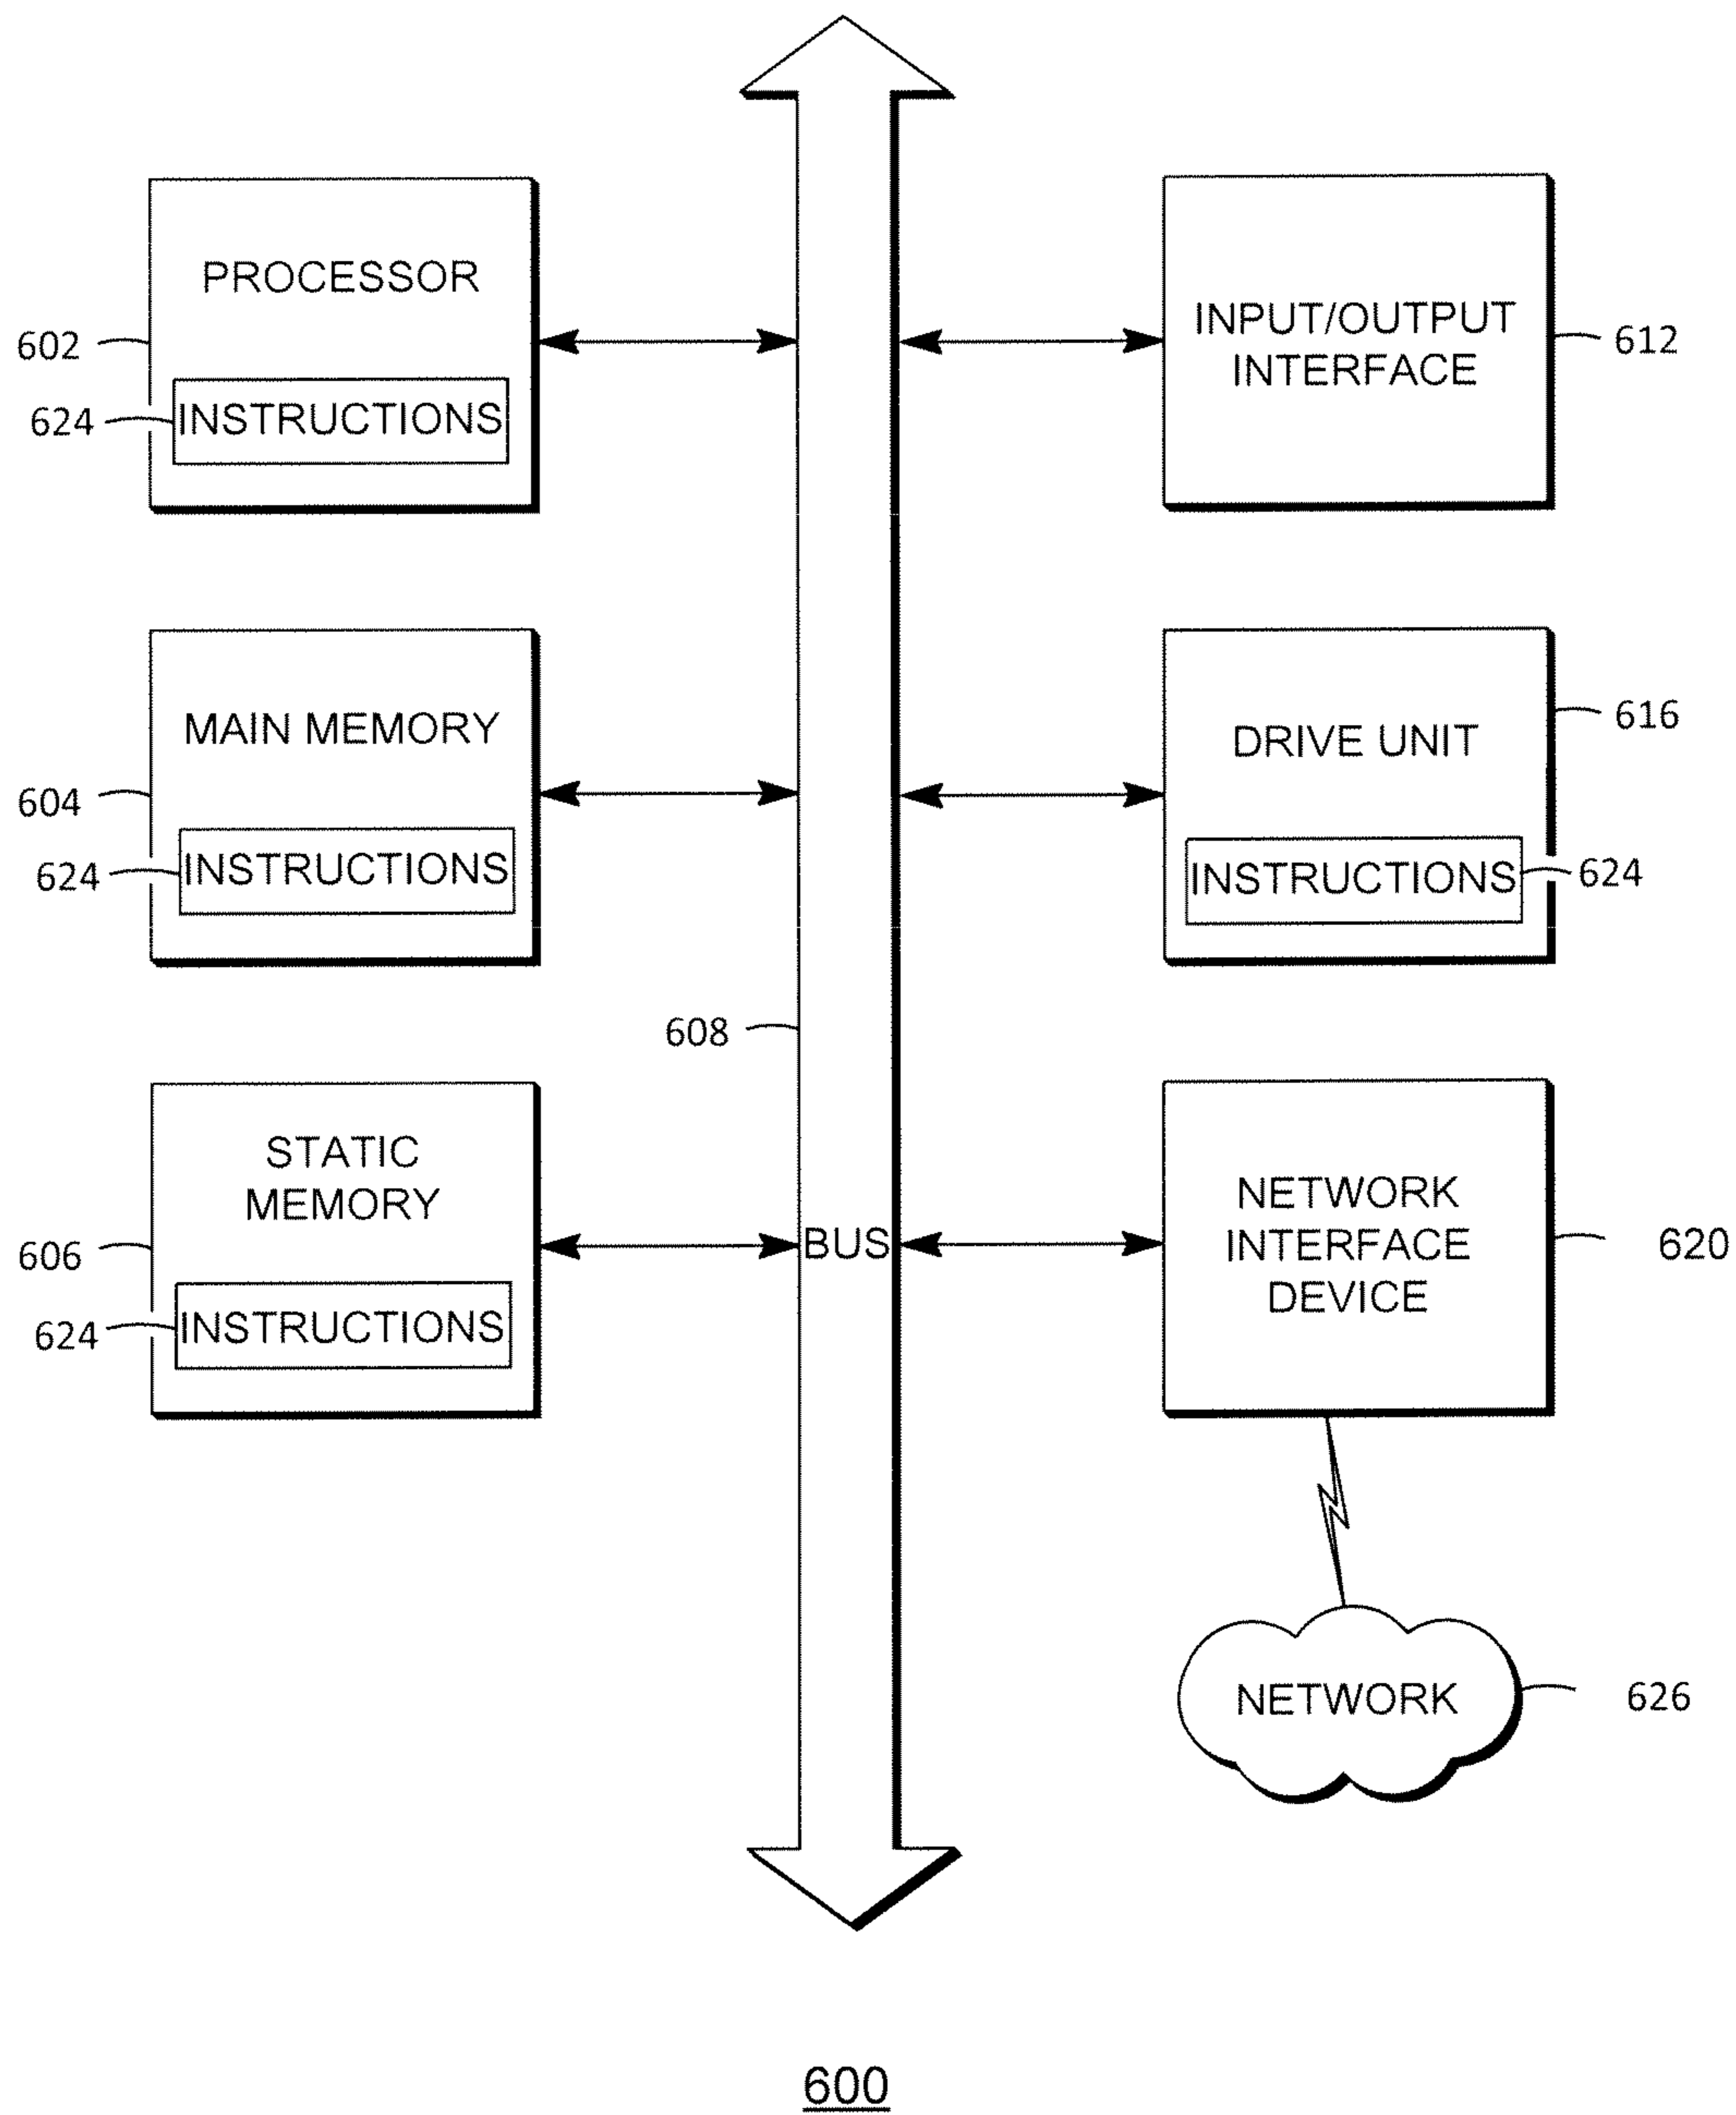 PROCESSOR
602
624
INSTRUCTIONS
INPUT/OUTPUT
INTERFACE
612
MAIN MEMORY
604
624
INSTRUCTIONS
DRIVE UNIT
616
INSTRUCTIONS
624
608
STATIC
MEMORY
606
624
INSTRUCTIONS
BUS
NETWORK
INTERFACE
DEVICE
620
NETWORK
626
600